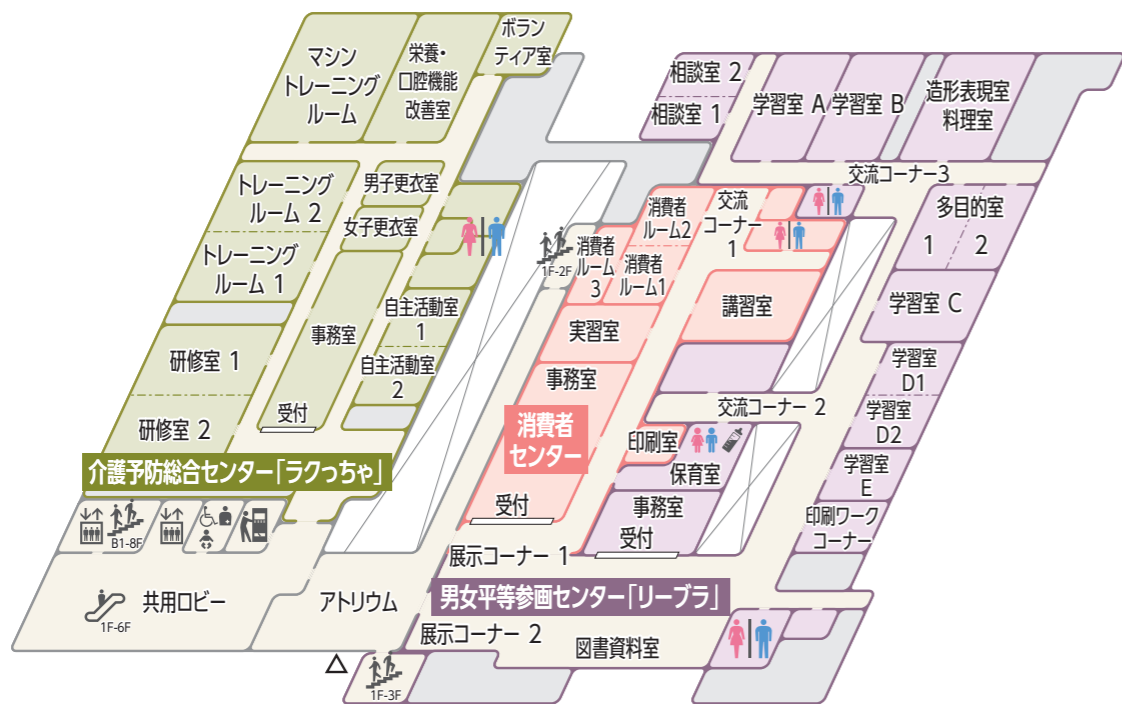 マシン
トレーニング
ルーム
栄養・
口腔機能
改善室
ボラン
ティア室
トレーニング
ルーム 2
トレーニング
ルーム 1
男子更衣室
女子更衣室
事務室
受付
自主活動室
1
自主活動室
2
研修室 1
研修室 2
介護予防総合センター「ラクっちゃ」
B1-8F
共用ロビー
1F-6F
アトリウム
1F-3F
1F-2F
消費者
ルーム2
消費者
ルーム1
消費者
ルーム
3
実習室
事務室
消費者
センター
受付
交流
コーナー
1
講習室
印刷室
相談室 2
相談室 1
学習室 A
学習室 B
造形表現室
料理室
交流コーナー3
多目的室
1
2
学習室 C
学習室
D1
学習室
D2
学習室
E
印刷ワーク
コーナー
交流コーナー 2
保育室
事務室
受付
展示コーナー 1
男女平等参画センター「リーブラ」
展示コーナー 2
図書資料室